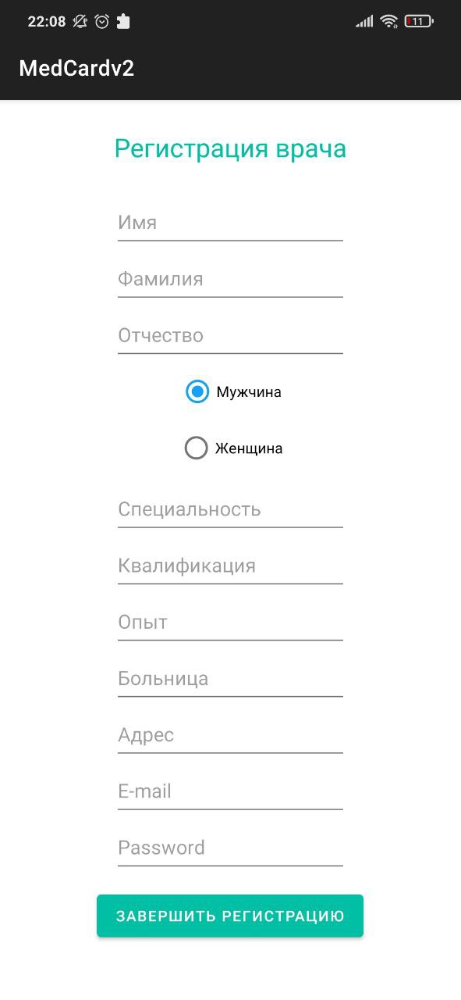 22:08
11
MedCardv2
Регистрация врача
Имя
Фамилия
Отчество
Мужчина
Женщина
Специальность
Квалификация
Опыт
Больница
Адрес
E-mail
Password
ЗАВЕРШИТЬ РЕГИСТРАЦИЮ